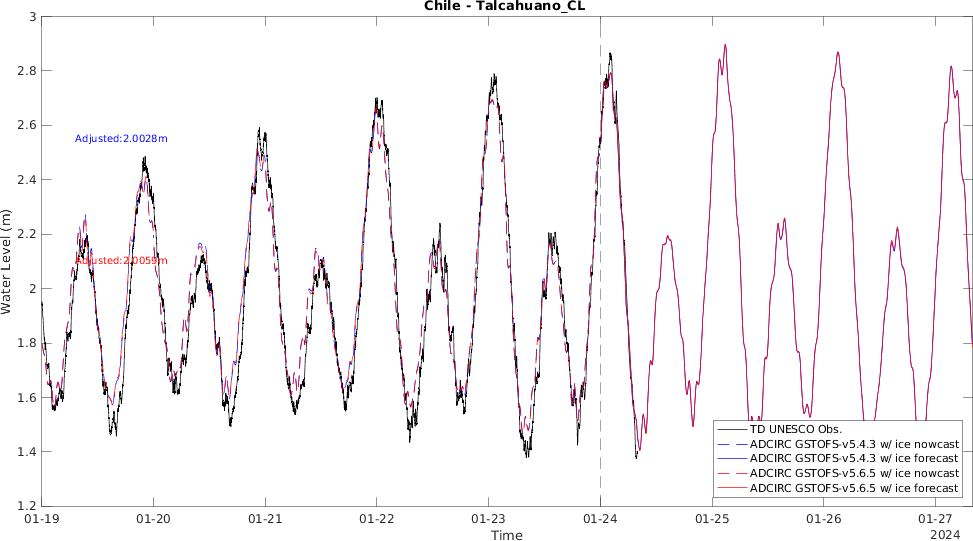 Chile - Talcahuano_CL
3
2.8
2.6
2.4
2.2
2
1.8
1.6
1.4
1.2
Water Level (m)
Adjusted:2.0028m
Adjusted:2.0059m
TD UNESCO Obs.
ADCIRC GSTOFS-v5.4.3 w/ ice nowcast
ADCIRC GSTOFS-v5.4.3 w/ ice forecast
ADCIRC GSTOFS-v5.6.5 w/ ice nowcast
ADCIRC GSTOFS-v5.6.5 w/ ice forecast
01-19 01-20 01-21 01-22 01-23 01-24 01-25 01-26 01-27
Time
2024